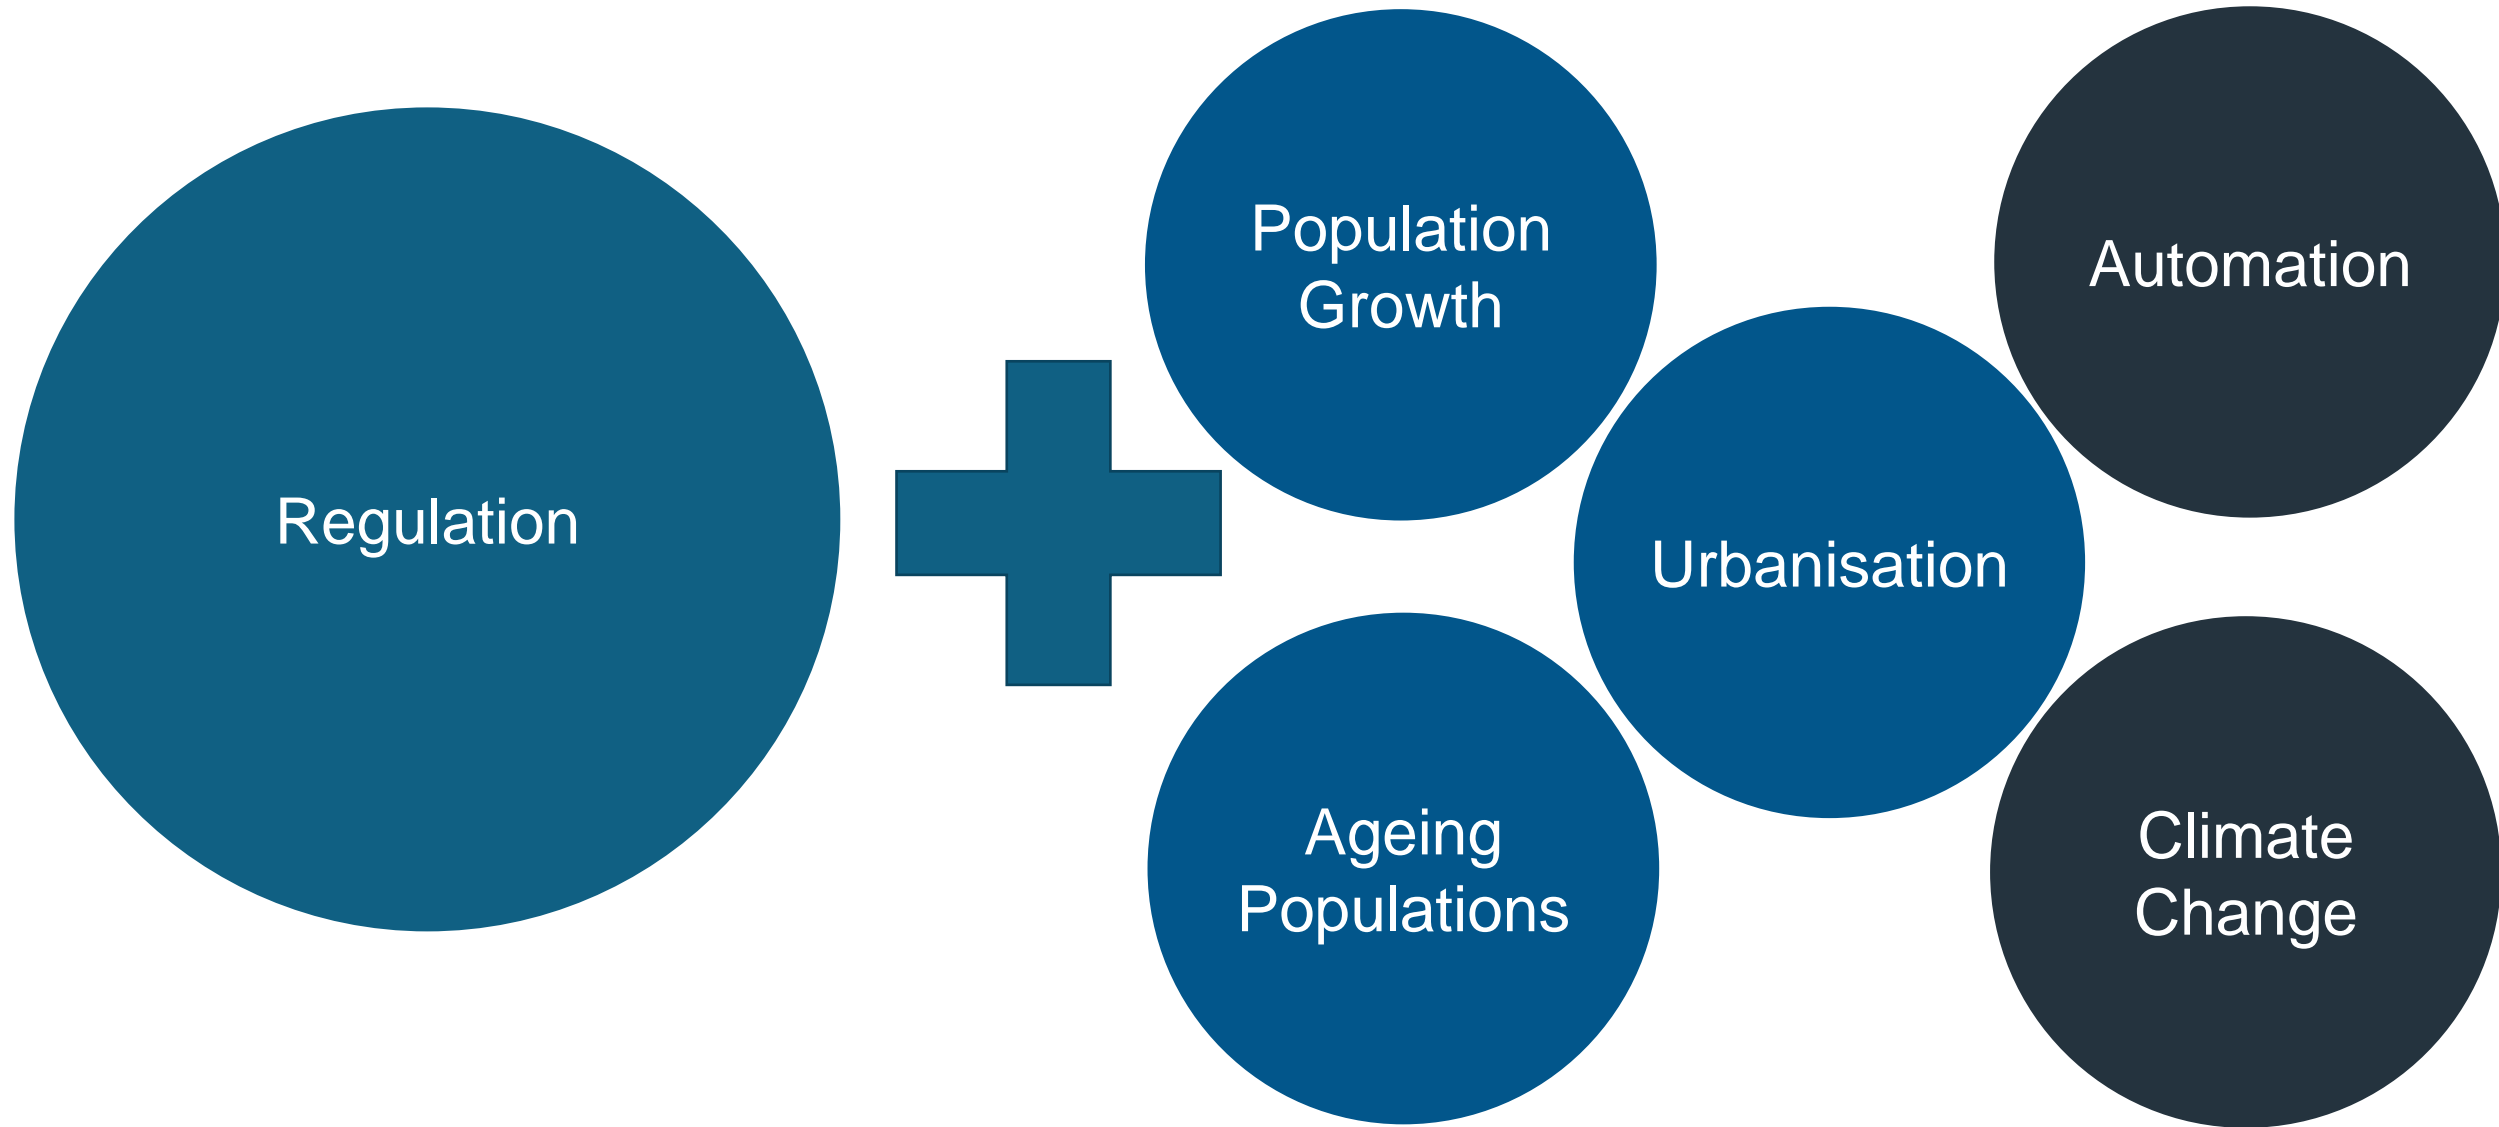 Regulation
Population
Growth
Automation
Urbanisation
Ageing
Populations
Climate
Change